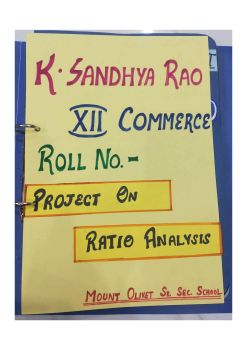 K. SANDHYA RAO
XII COMMERCE
ROLL NO.-
PROJECT ON
RATIO ANALYSIS
MOUNT OLIVET SR. SEC. SCHOOL